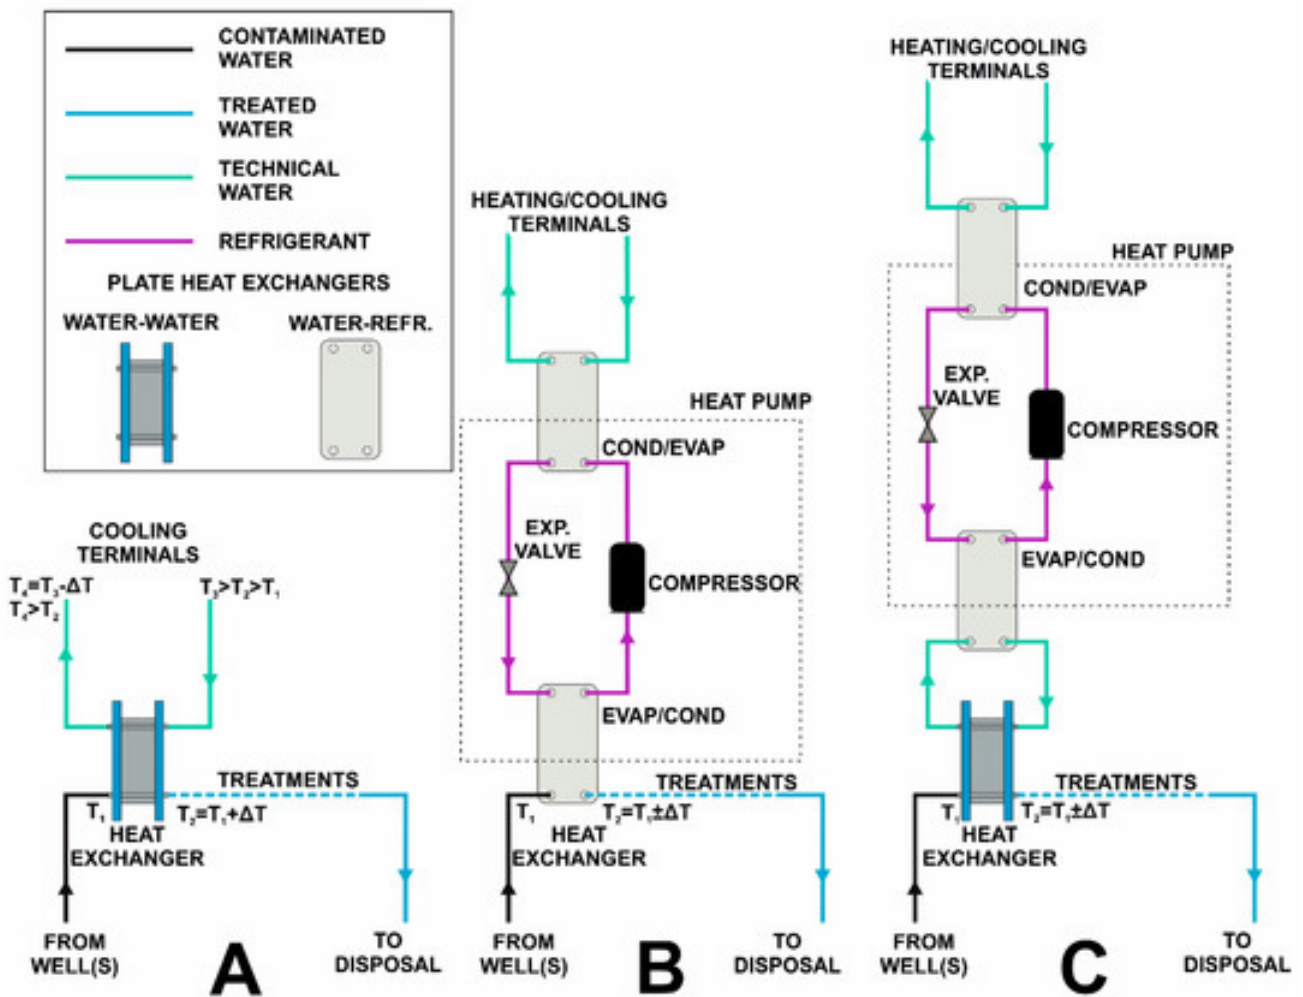 CONTAMINATED
WATER
TREATED
WATER
TECHNICAL
WATER
REFRIGERANT
PLATE HEAT EXCHANGERS
WATER-WATER
WATER-REFR.
COOLING
TERMINALS
T₄=T₃-ΔT
T₄>T₂
T₃>T₂>T₁
TREATMENTS
T₁
T₂=T₁+ΔT
HEAT
EXCHANGER
FROM
WELL(S)
A
TO
DISPOSAL
HEATING/COOLING
TERMINALS
HEAT PUMP
COND/EVAP
EXP.
VALVE
COMPRESSOR
EVAP/COND
TREATMENTS
T₁
T₂=T₁±ΔT
HEAT
EXCHANGER
FROM
WELL(S)
B
TO
DISPOSAL
HEATING/COOLING
TERMINALS
HEAT PUMP
COND/EVAP
EXP.
VALVE
COMPRESSOR
EVAP/COND
TREATMENTS
T₁
T₂=T₁±ΔT
HEAT
EXCHANGER
FROM
WELL(S)
C
TO
DISPOSAL